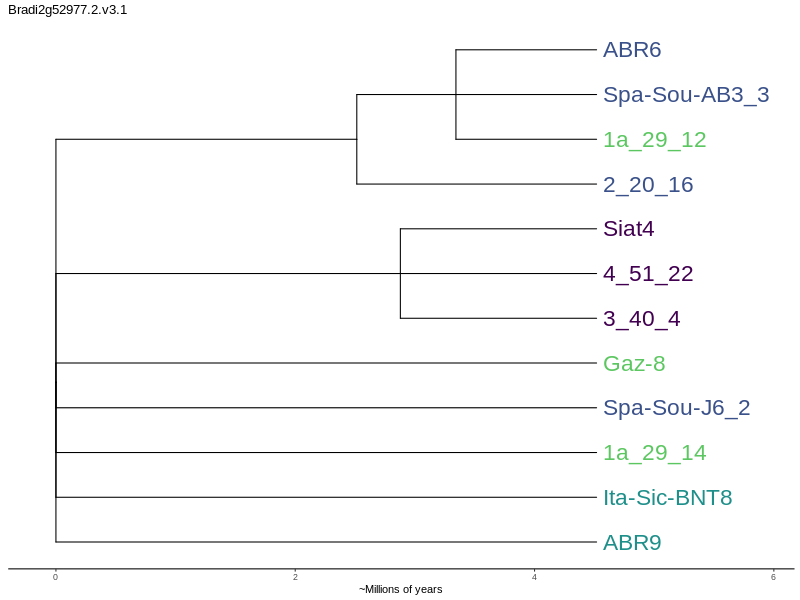 Bradi2g52977.2.v3.1
ABR6
Spa-Sou-AB3_3
1a_29_12
2_20_16
Siat4
4_51_22
3_40_4
Gaz-8
Spa-Sou-J6_2
1a_29_14
Ita-Sic-BNT8
ABR9
0 2 4 6
~Millions of years